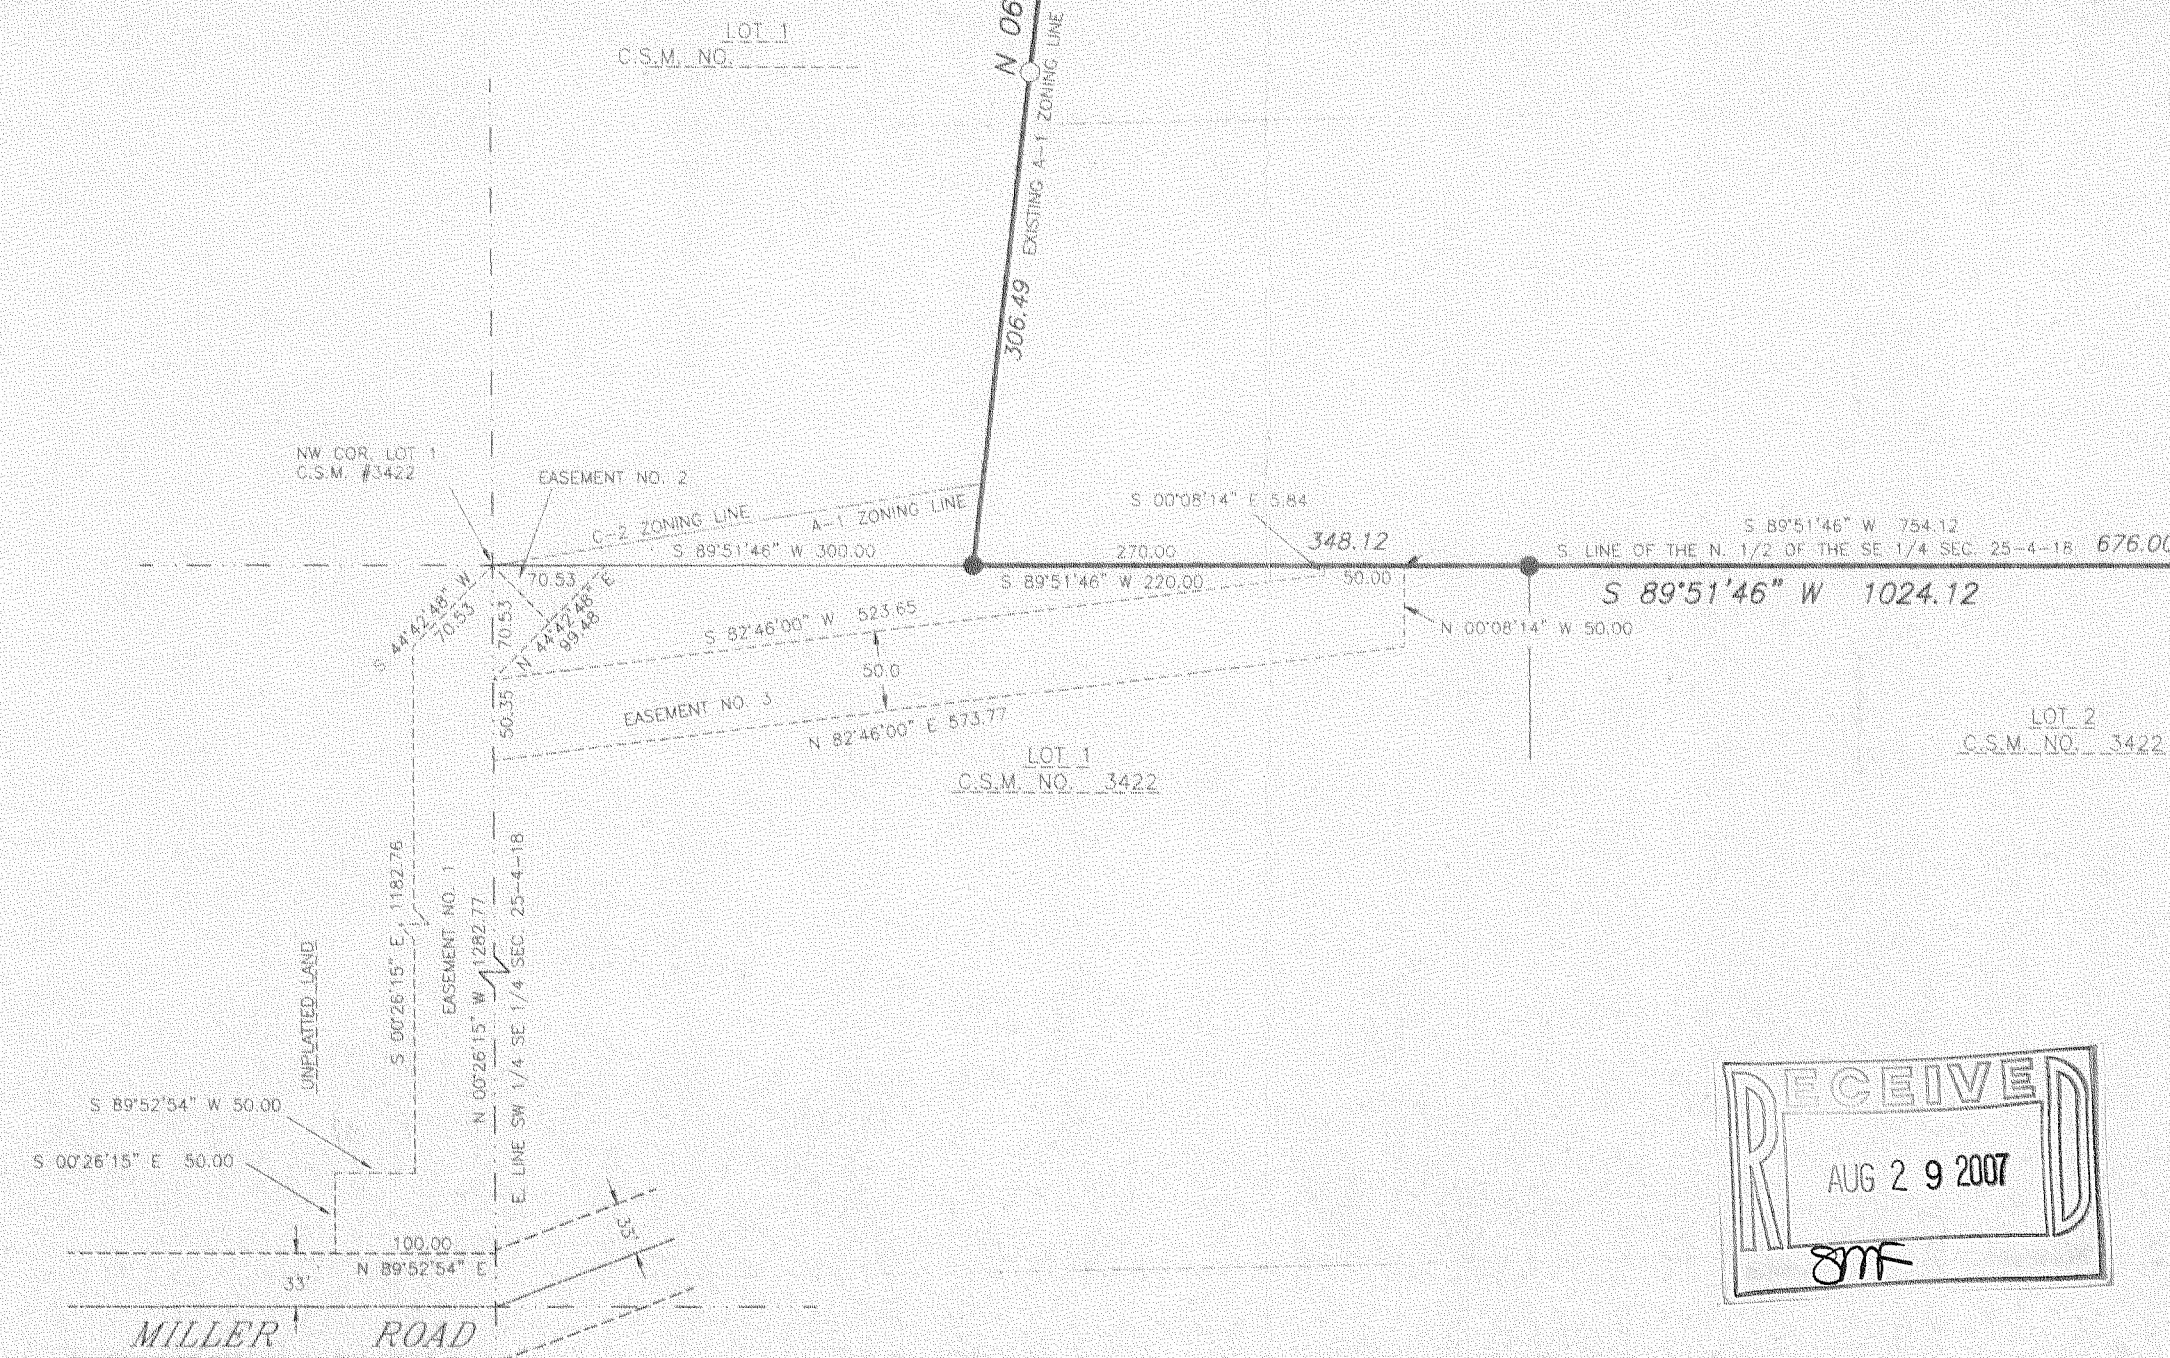 LOT 1
C.S.M. NO.
N 06
EXISTING A-1 ZONING LINE
306.49
NW COR. LOT 1
C.S.M. #3422
EASEMENT NO. 2
C-2 ZONING LINE
A-1 ZONING LINE
S 89°51'46" W 300.00
S 00°08'14" E 5.84
270.00
348.12
S 89°51'46" W 754.12
S. LINE OF THE N. 1/2 OF THE SE 1/4 SEC. 25-4-18
676.00
S 89°51'46" W 1024.12
S 89°51'46" W 220.00
50.00
N 00°08'14" W 50.00
S 44°42'48" W
70.53
70.53
70.53
N 44°42'48" E
99.48
S 82°46'00" W 523.65
50.0
50.35
EASEMENT NO. 3
N 82°46'00" E 573.77
LOT 1
C.S.M. NO. 3422
LOT 2
C.S.M. NO. 3422
UNPLATTED LAND
S 00°26'15" E, 1182.76
EASEMENT NO. 1
N 00°26'15" W 1282.77
E. LINE SW 1/4 SE 1/4 SEC. 25-4-18
S 89°52'54" W 50.00
S 00°26'15" E 50.00
100.00
N 89°52'54" E
33'
33'
MILLER ROAD
RECEIVED
AUG 29 2007
SMF